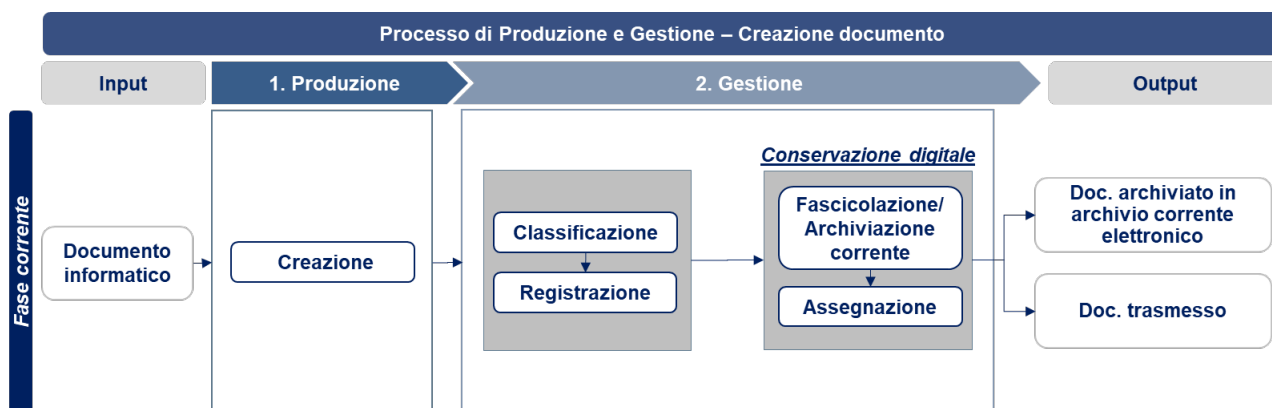 Processo di Produzione e Gestione – Creazione documento
Input
1. Produzione
2. Gestione
Output
Fase corrente
Documento
informatico
Creazione
Classificazione
Registrazione
Conservazione digitale
Fascicolazione/
Archiviazione
corrente
Assegnazione
Doc. archiviato in
archivio corrente
elettronico
Doc. trasmesso